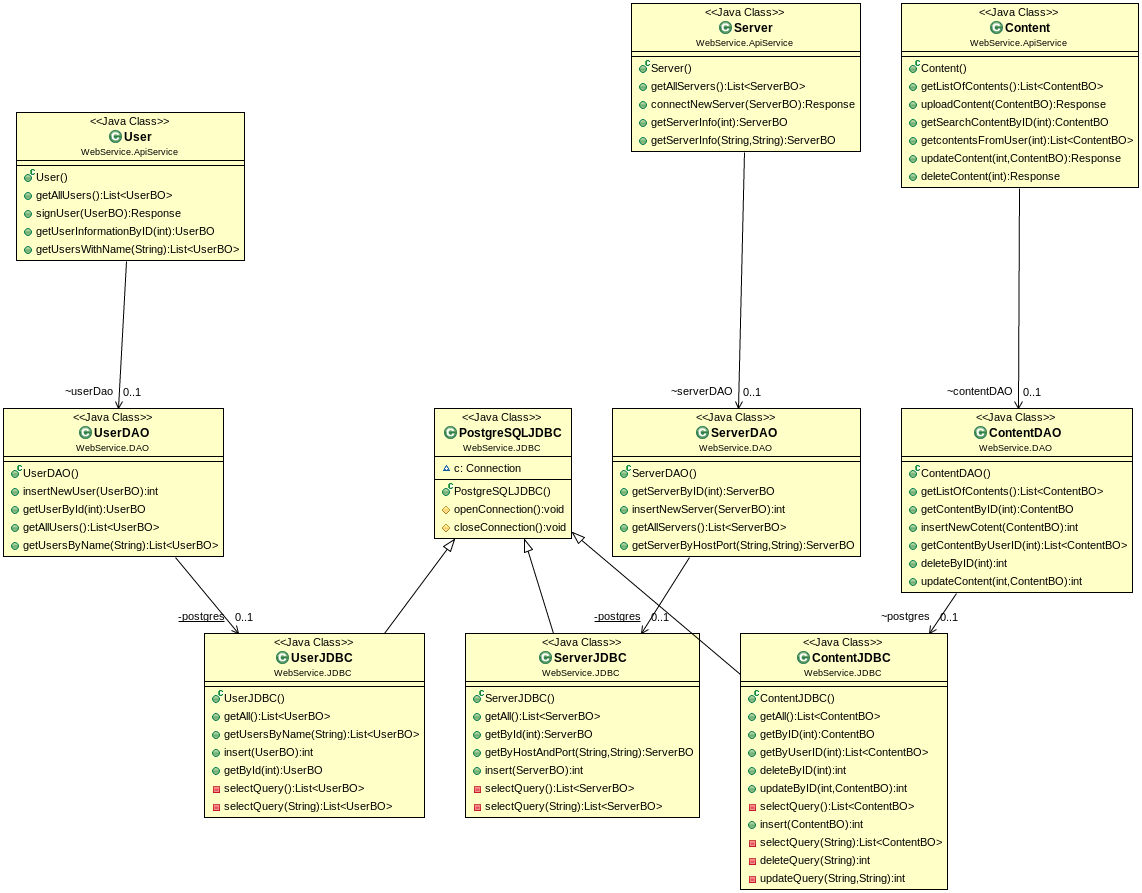 <<Java Class>>
Server
WebService.ApiService
Server()
getAllServers():List<ServerBO>
connectNewServer(ServerBO):Response
getServerInfo(int):ServerBO
getServerInfo(String,String):ServerBO
<<Java Class>>
Content
WebService.ApiService
Content()
getListOfContents():List<ContentBO>
uploadContent(ContentBO):Response
getSearchContentByID(int):ContentBO
getcontentsFromUser(int):List<ContentBO>
updateContent(int,ContentBO):Response
deleteContent(int):Response
<<Java Class>>
User
WebService.ApiService
User()
getAllUsers():List<UserBO>
signUser(UserBO):Response
getUserInformationByID(int):UserBO
getUsersWithName(String):List<UserBO>
~userDao 0..1
~serverDAO 0..1
~contentDAO 0..1
<<Java Class>>
UserDAO
WebService.DAO
UserDAO()
insertNewUser(UserBO):int
getUserById(int):UserBO
getAllUsers():List<UserBO>
getUsersByName(String):List<UserBO>
<<Java Class>>
PostgreSQLJDBC
WebService.JDBC
c: Connection
PostgreSQLJDBC()
openConnection():void
closeConnection():void
<<Java Class>>
ServerDAO
WebService.DAO
ServerDAO()
getServerByID(int):ServerBO
insertNewServer(ServerBO):int
getAllServers():List<ServerBO>
getServerByHostPort(String,String):ServerBO
<<Java Class>>
ContentDAO
WebService.DAO
ContentDAO()
getListOfContents():List<ContentBO>
getContentByID(int):ContentBO
insertNewCotent(ContentBO):int
getContentByUserID(int):List<ContentBO>
deleteByID(int):int
updateContent(int,ContentBO):int
-postgres 0..1
-postgres 0..1
~postgres 0..1
<<Java Class>>
UserJDBC
WebService.JDBC
UserJDBC()
getAll():List<UserBO>
getUsersByName(String):List<UserBO>
insert(UserBO):int
getById(int):UserBO
selectQuery():List<UserBO>
selectQuery(String):List<UserBO>
<<Java Class>>
ServerJDBC
WebService.JDBC
ServerJDBC()
getAll():List<ServerBO>
getById(int):ServerBO
getByHostAndPort(String,String):ServerBO
insert(ServerBO):int
selectQuery():List<ServerBO>
selectQuery(String):List<ServerBO>
<<Java Class>>
ContentJDBC
WebService.JDBC
ContentJDBC()
getAll():List<ContentBO>
getByID(int):ContentBO
getByUserID(int):List<ContentBO>
deleteByID(int):int
updateByID(int,ContentBO):int
selectQuery():List<ContentBO>
insert(ContentBO):int
selectQuery(String):List<ContentBO>
deleteQuery(String):int
updateQuery(String,String):int